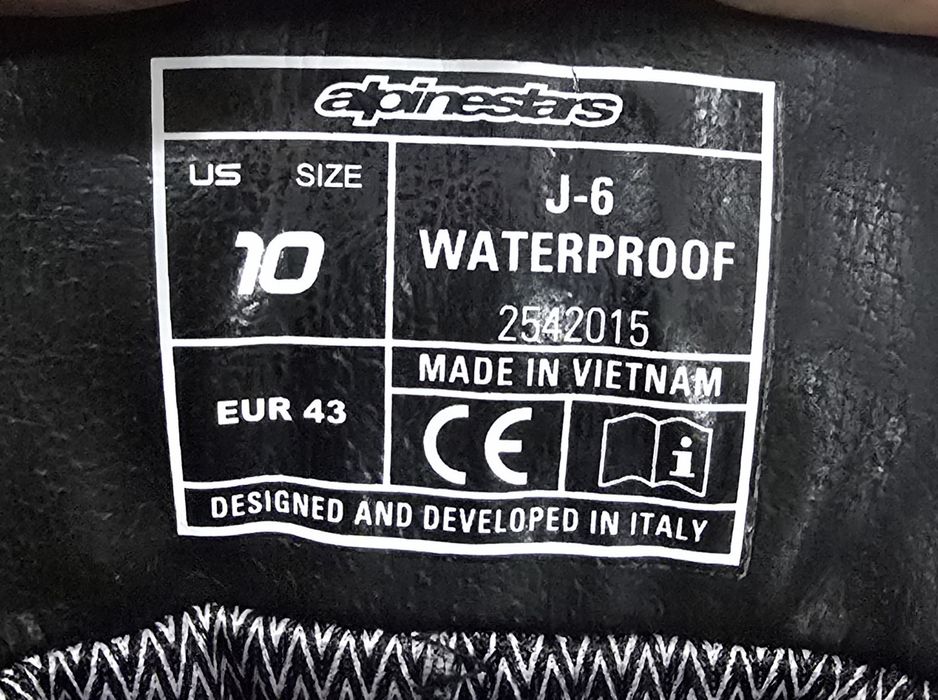 alpinestars
US SIZE
10
J-6
WATERPROOF
2542015
MADE IN VIETNAM
EUR 43
CE
i
DESIGNED AND DEVELOPED IN ITALY